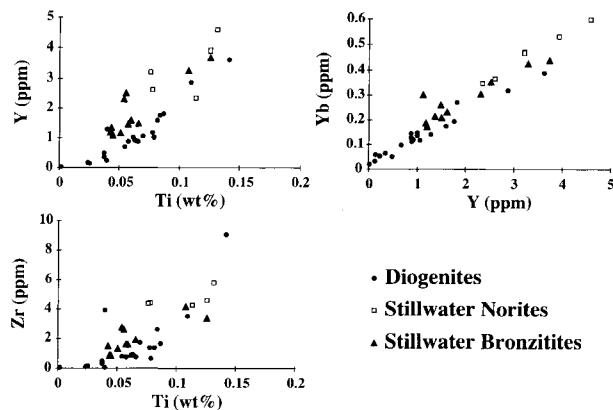 5
4
3
2
1
0
Y (ppm)
0 0.05 0.1 0.15 0.2
Ti (wt%)
0.6
0.5
0.4
0.3
0.2
0.1
0
Yb (ppm)
0 1 2 3 4 5
Y (ppm)
10
8
6
4
2
0
Zr (ppm)
0 0.05 0.1 0.15 0.2
Ti (wt%)
Diogenites
Stillwater Norites
Stillwater Bronzitites